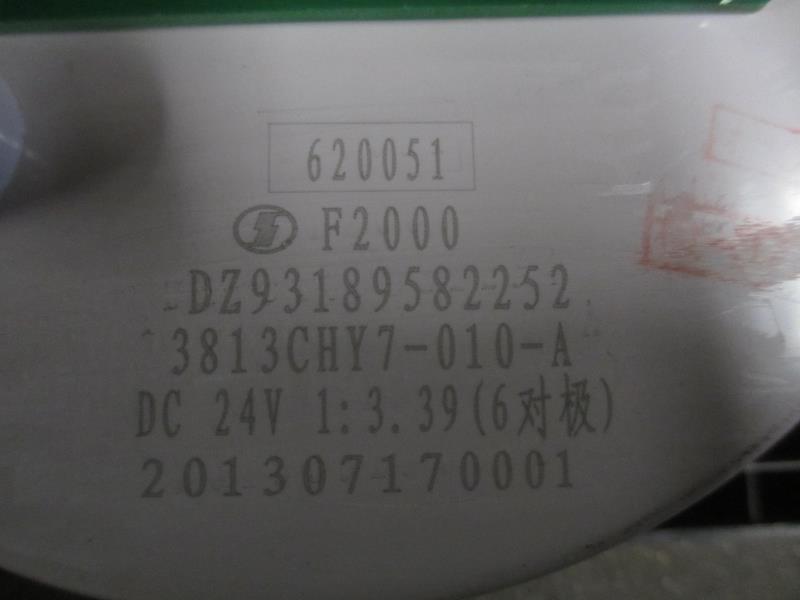 620051
F2000
DZ93189582252
3813CHY7-010-A
DC 24V 1:3.39(6对极)
201307170001